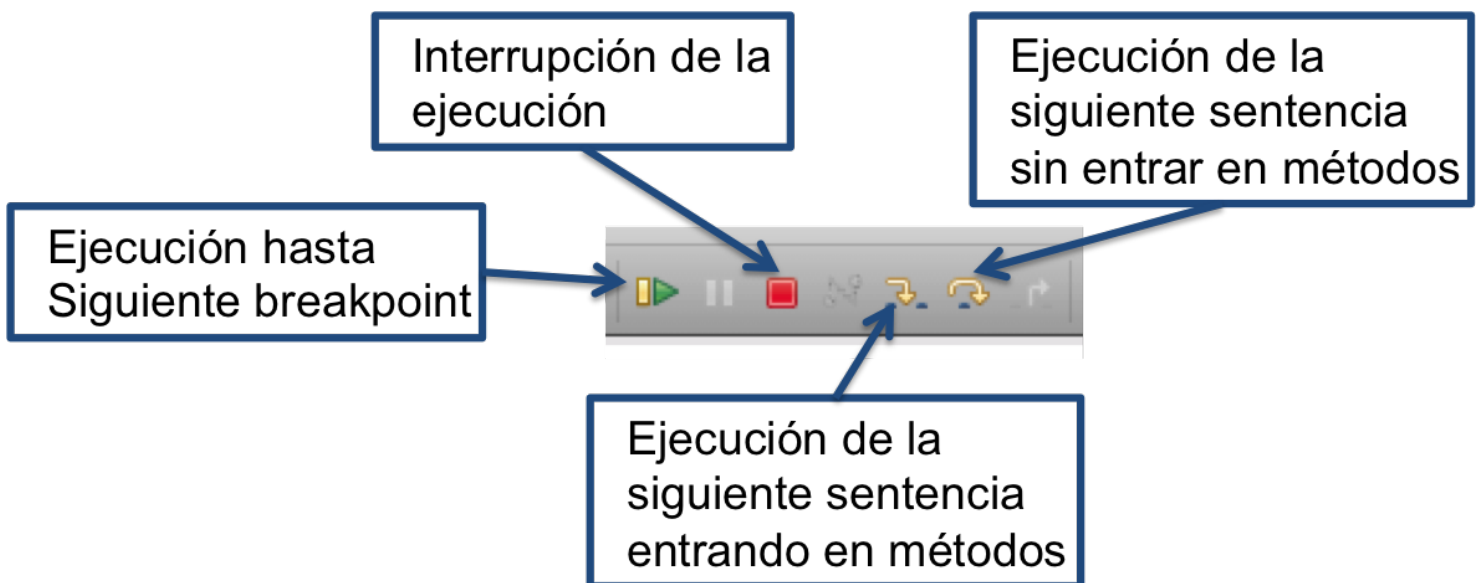 Interrupción de la
ejecución
Ejecución de la
siguiente sentencia
sin entrar en métodos
Ejecución hasta
Siguiente breakpoint
Ejecución de la
siguiente sentencia
entrando en métodos